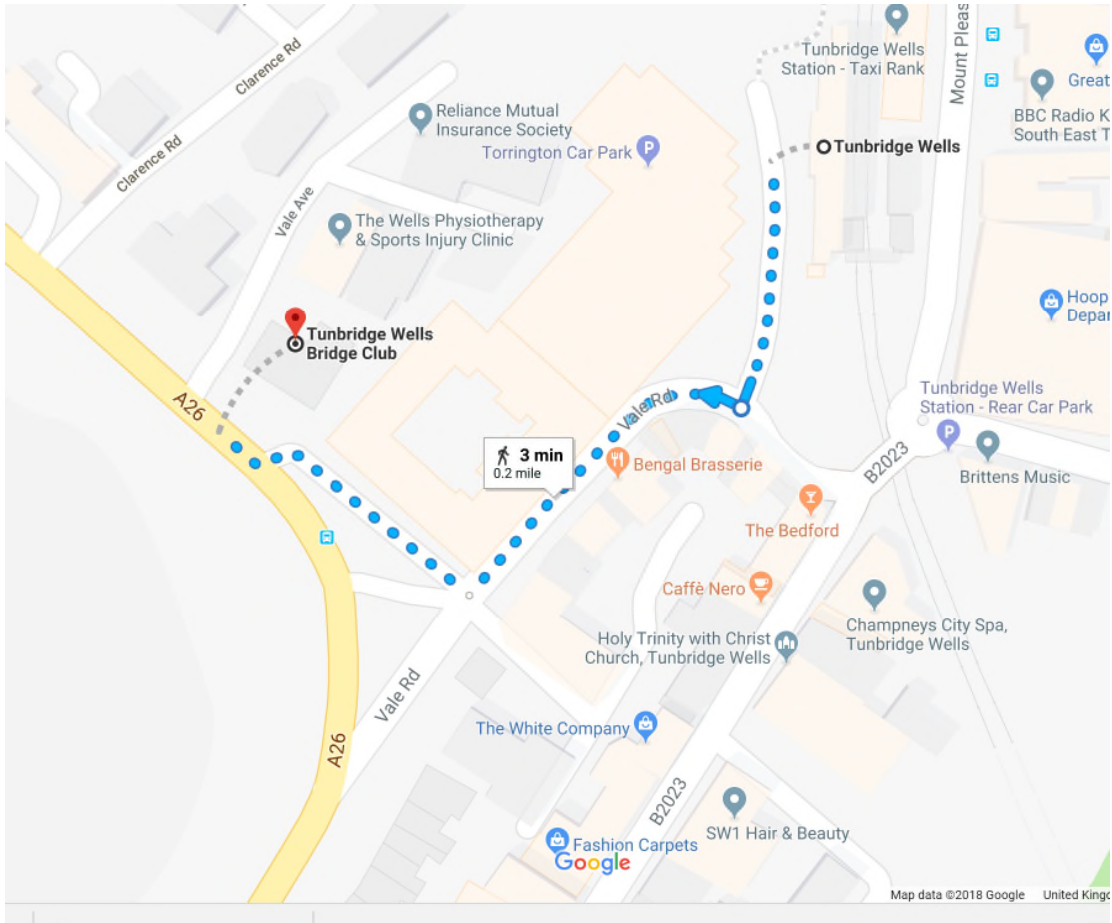 Clarence Rd
Clarence Rd
Vale Ave
Reliance Mutual
Insurance Society
Torrington Car Park
P
Tunbridge Wells
Station - Taxi Rank
Mount Pleas
Great
BBC Radio K
South East T
Tunbridge Wells
The Wells Physiotherapy
& Sports Injury Clinic
Tunbridge Wells
Bridge Club
A26
Hoop
Depar
Tunbridge Wells
Station - Rear Car Park
P
Brittens Music
B2023
Vale Rd
3 min
0.2 mile
Bengal Brasserie
The Bedford
Caffè Nero
Champneys City Spa,
Tunbridge Wells
Holy Trinity with Christ
Church, Tunbridge Wells
Vale Rd
The White Company
A26
B2023
SW1 Hair & Beauty
Fashion Carpets
Google
Map data ©2018 Google
United Kingd